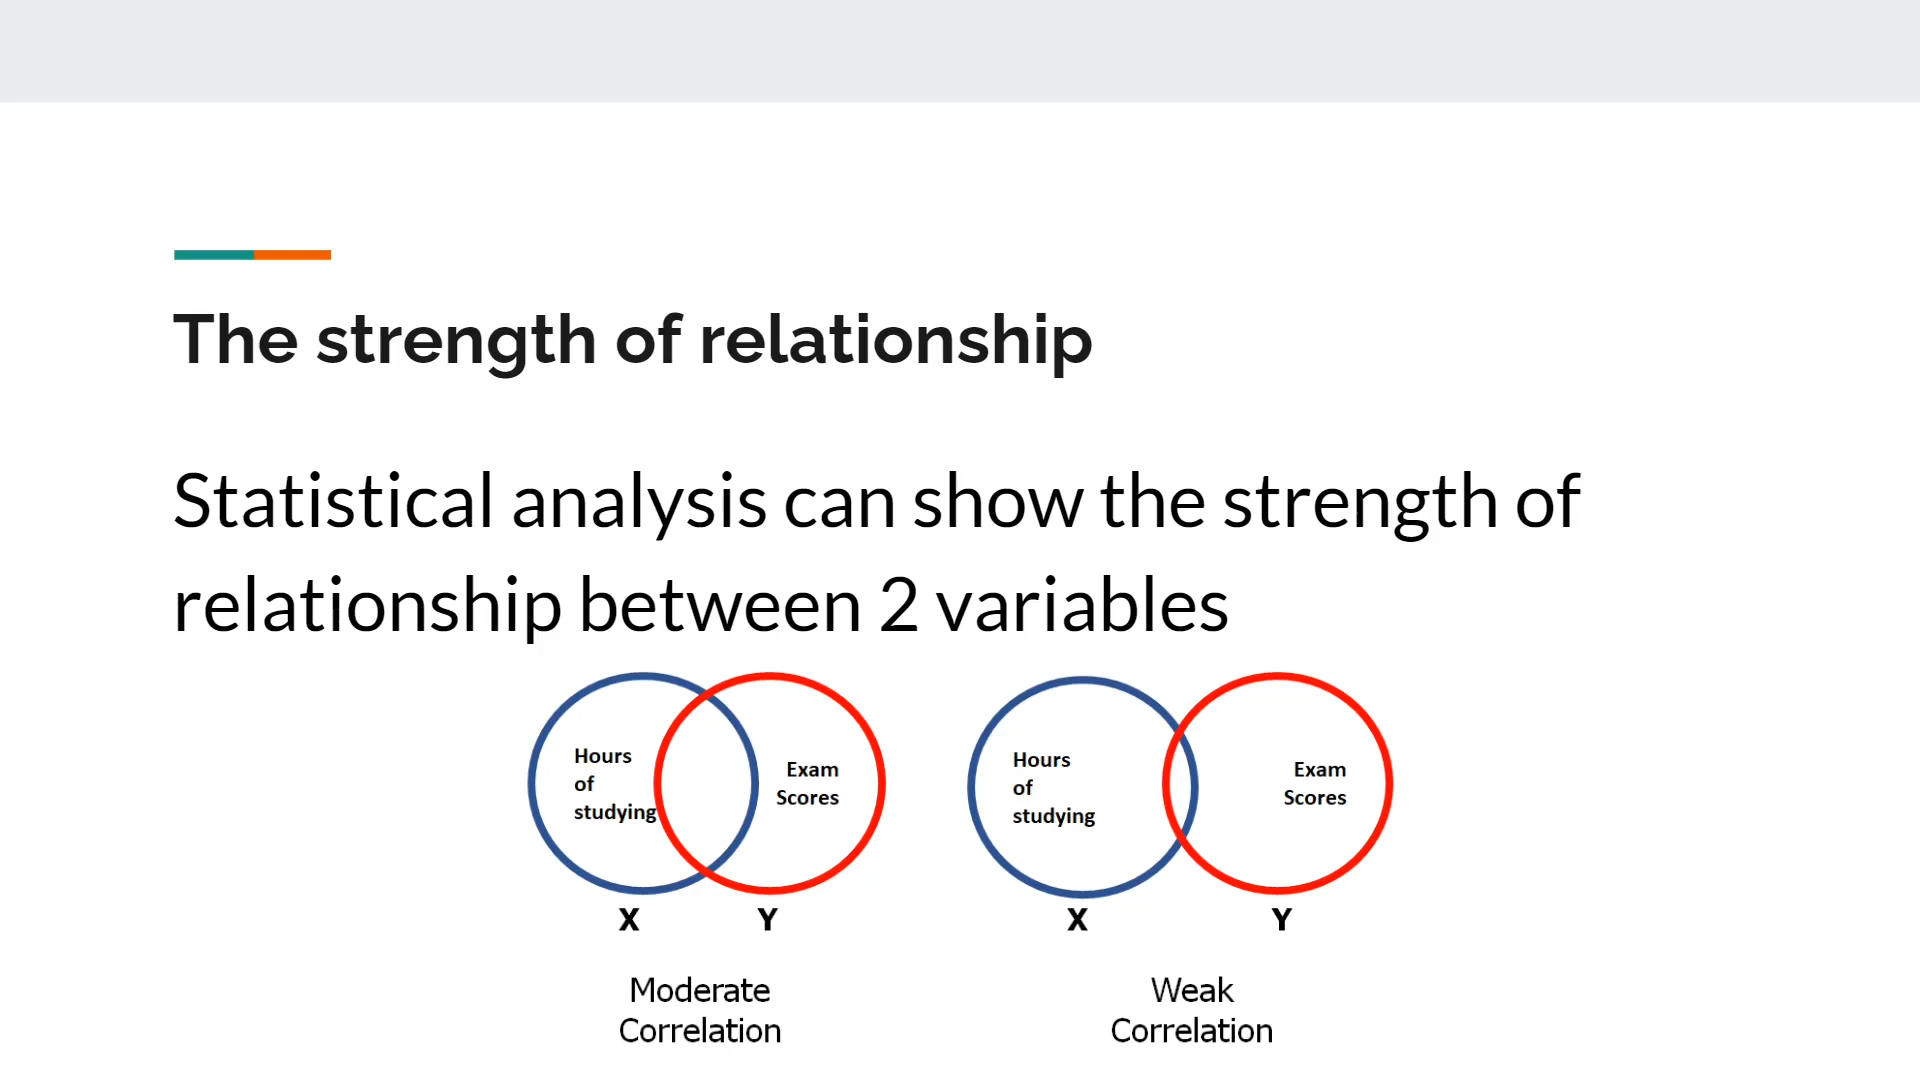 The strength of relationship
Statistical analysis can show the strength of
relationship between 2 variables
Hours
of
studying
Exam
Scores
X
Y
Moderate
Correlation
Hours
of
studying
Exam
Scores
X
Y
Weak
Correlation